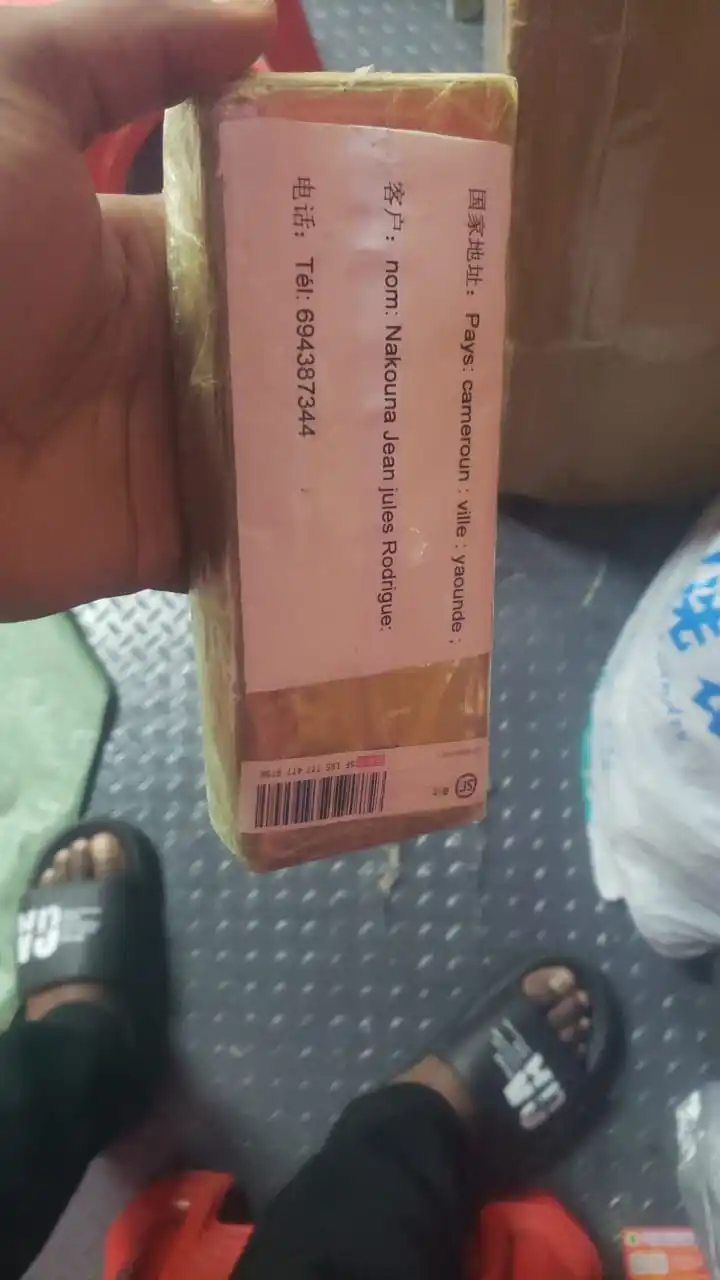 国家地址： Pays: cameroun ; ville : yaounde ;
客户： nom: Nakouna Jean jules Rodrigue:
电话： Tél: 694387344
SF